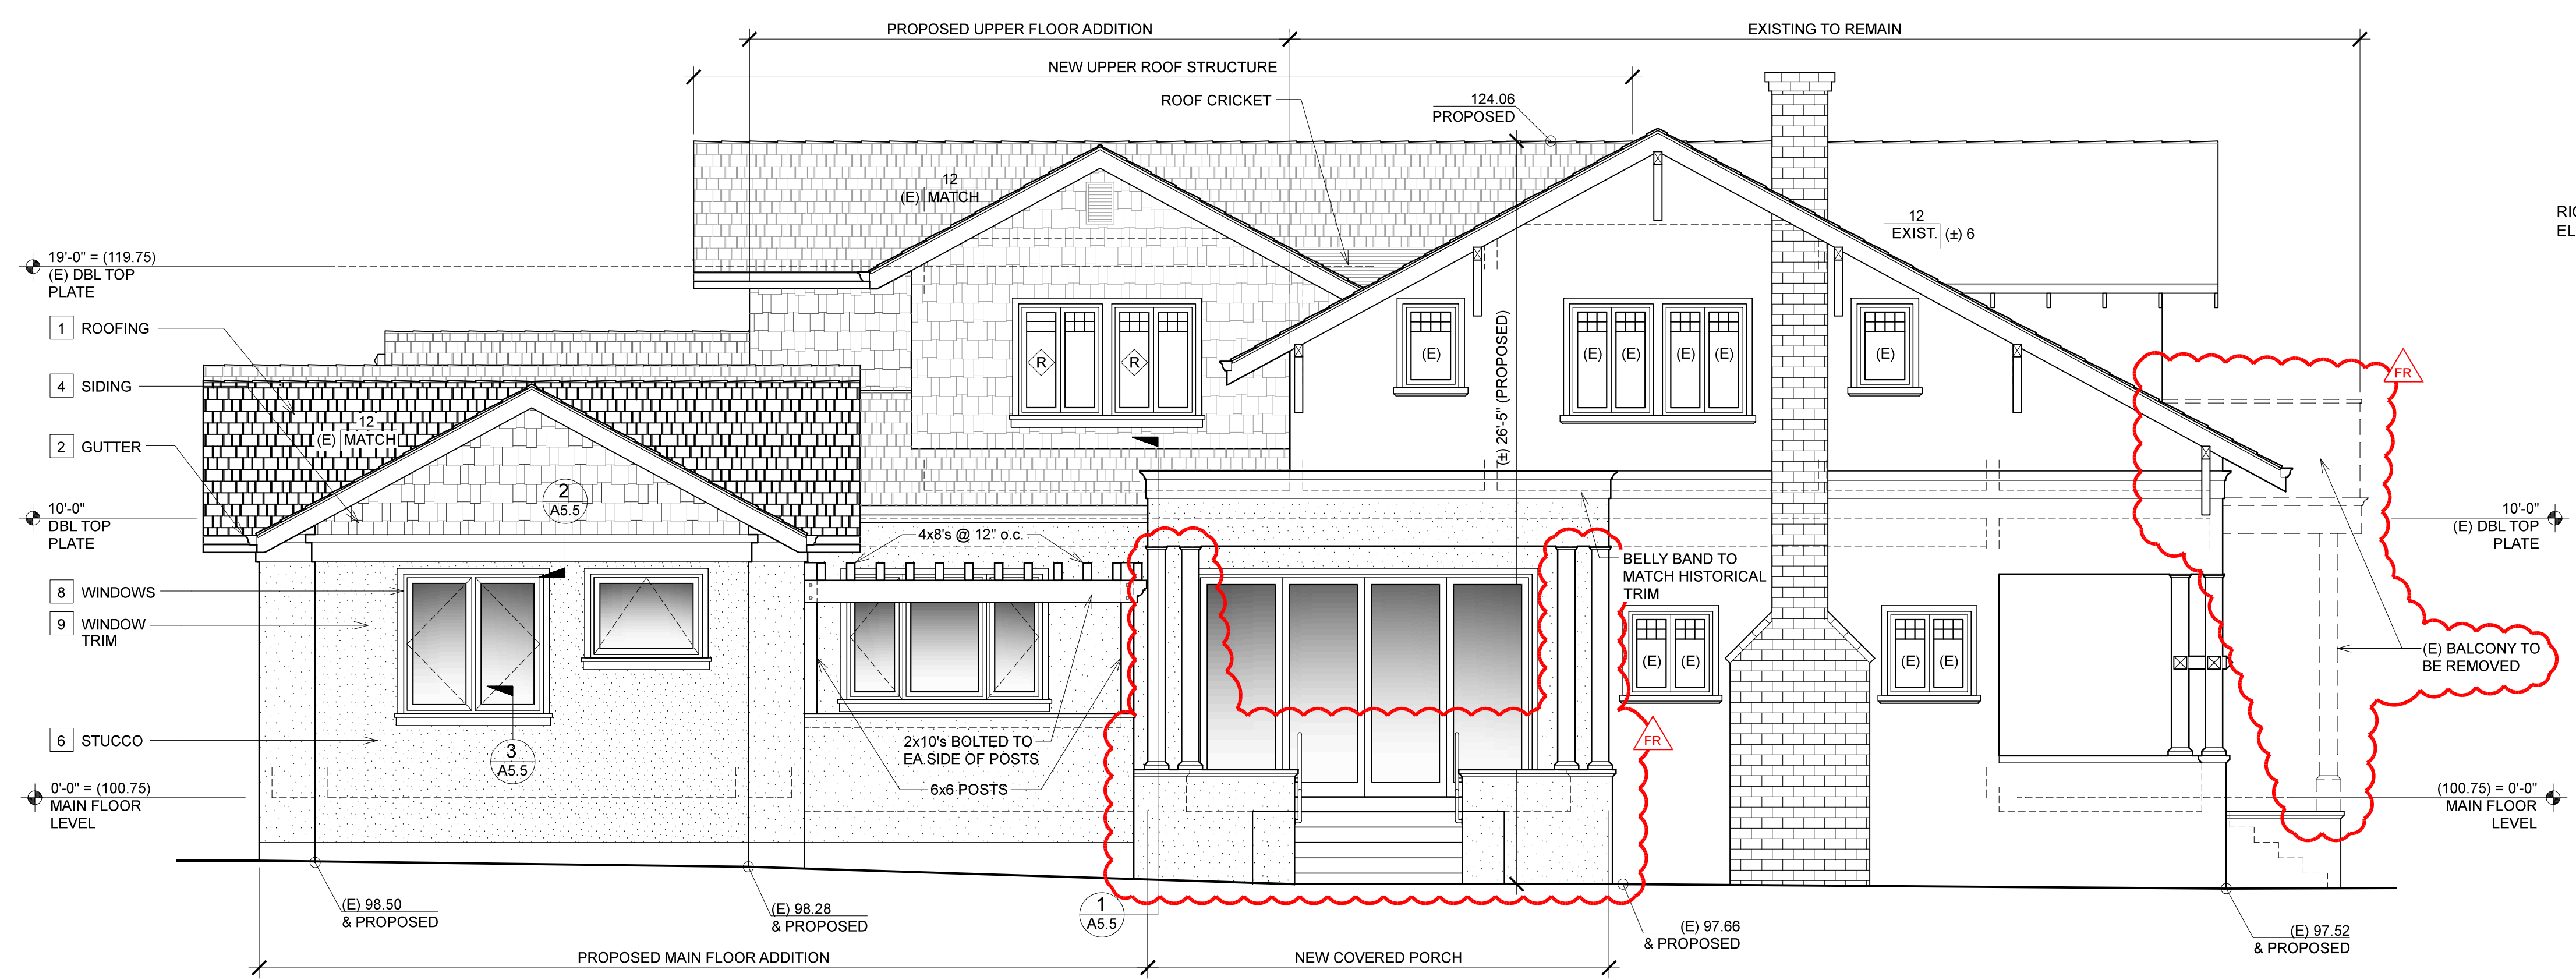 PROPOSED UPPER FLOOR ADDITION
EXISTING TO REMAIN
NEW UPPER ROOF STRUCTURE
ROOF CRICKET
124.06
PROPOSED
12
(E) MATCH
12
EXIST. (±) 6
19'-0" = (119.75)
(E) DBL TOP
PLATE
1 ROOFING
4 SIDING
2 GUTTER
12
(E) MATCH
R
R
(E)
(E)
(E)
(E)
(E)
(E)
(±) 26'-5" (PROPOSED)
FR
2
A5.5
10'-0"
DBL TOP
PLATE
4x8's @ 12" o.c.
BELLY BAND TO
MATCH HISTORICAL
TRIM
10'-0"
(E) DBL TOP
PLATE
8 WINDOWS
9 WINDOW
TRIM
(E)
(E)
(E)
(E)
(E) BALCONY TO
BE REMOVED
6 STUCCO
3
A5.5
2x10's BOLTED TO
EA.SIDE OF POSTS
6x6 POSTS
FR
0'-0" = (100.75)
MAIN FLOOR
LEVEL
(100.75) = 0'-0"
MAIN FLOOR
LEVEL
(E) 98.50
& PROPOSED
(E) 98.28
& PROPOSED
1
A5.5
(E) 97.66
& PROPOSED
(E) 97.52
& PROPOSED
PROPOSED MAIN FLOOR ADDITION
NEW COVERED PORCH